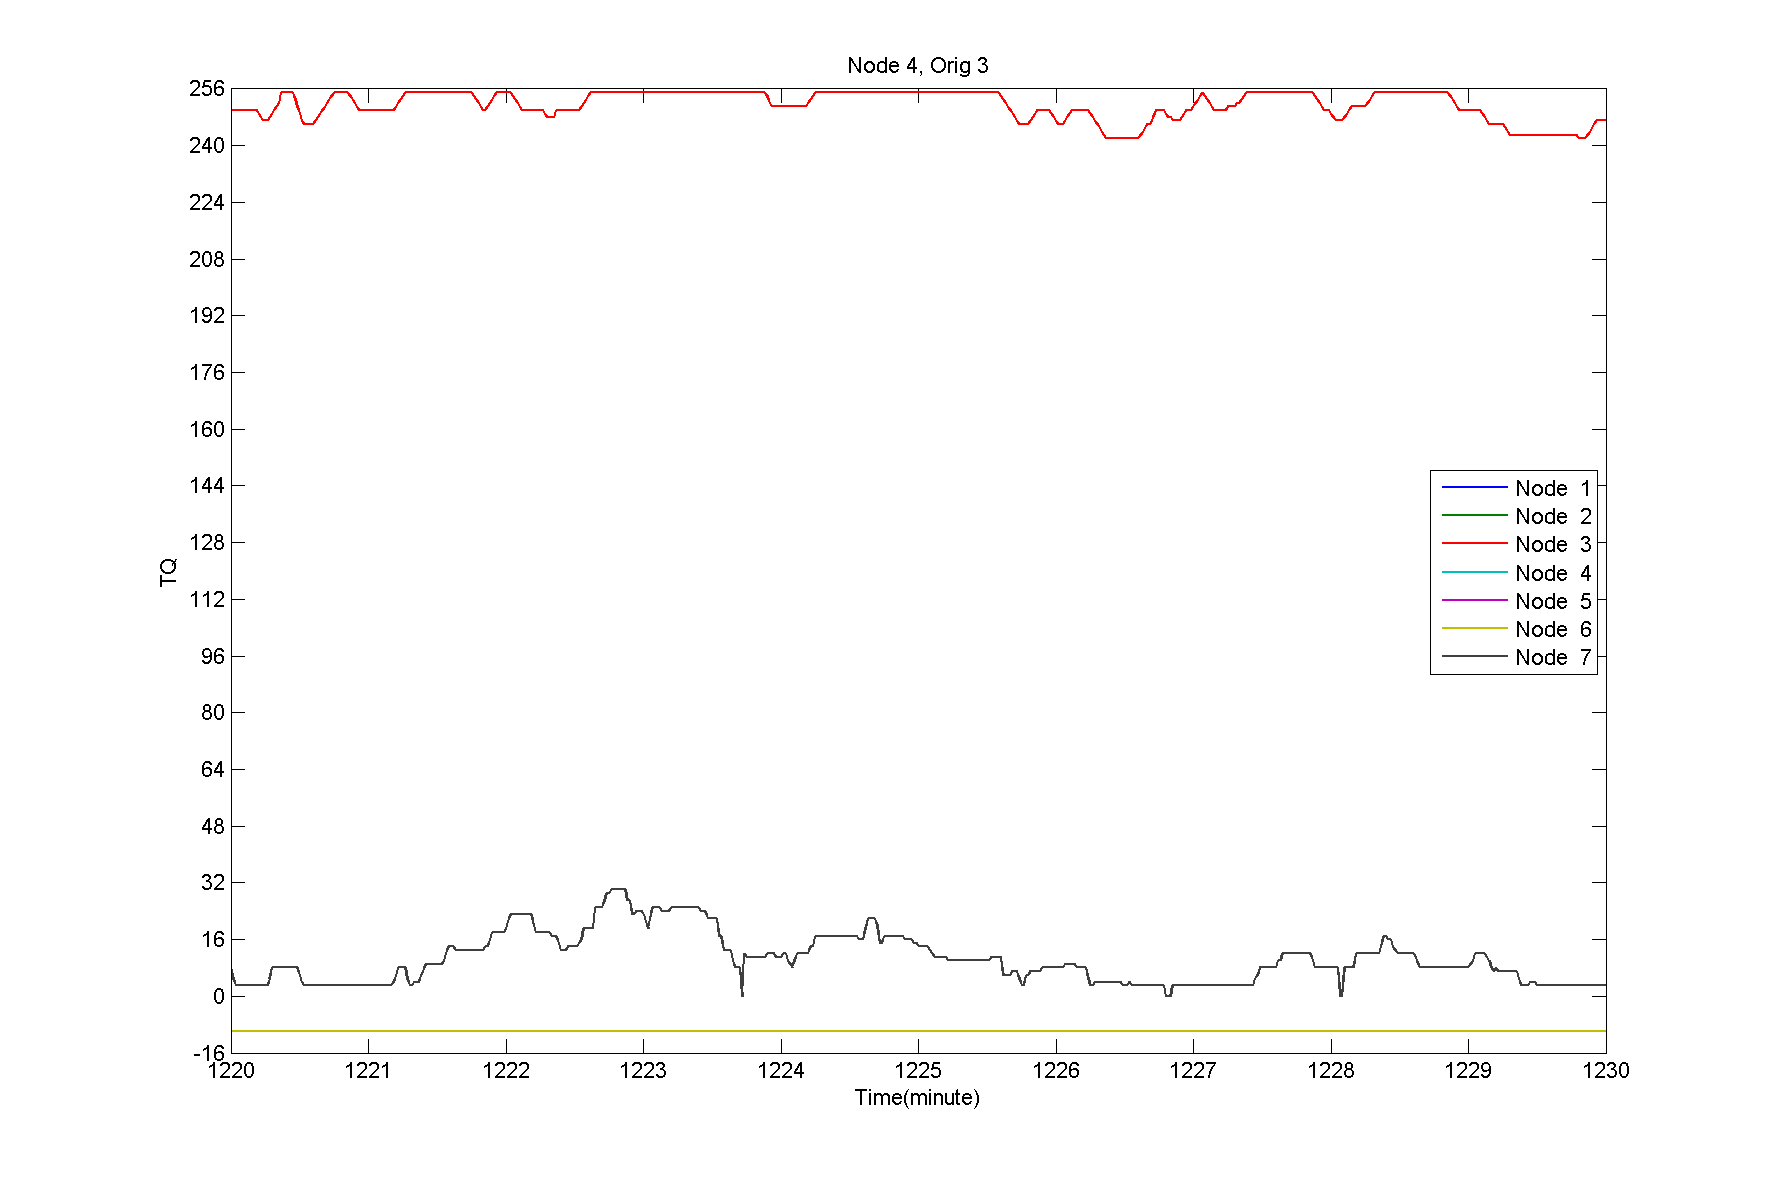 Node 4, Orig 3
256
240
224
208
192
176
160
144
128
112
96
80
64
48
32
16
0
-16
TQ
Node 1
Node 2
Node 3
Node 4
Node 5
Node 6
Node 7
1220 1221 1222 1223 1224 1225 1226 1227 1228 1229 1230
Time(minute)